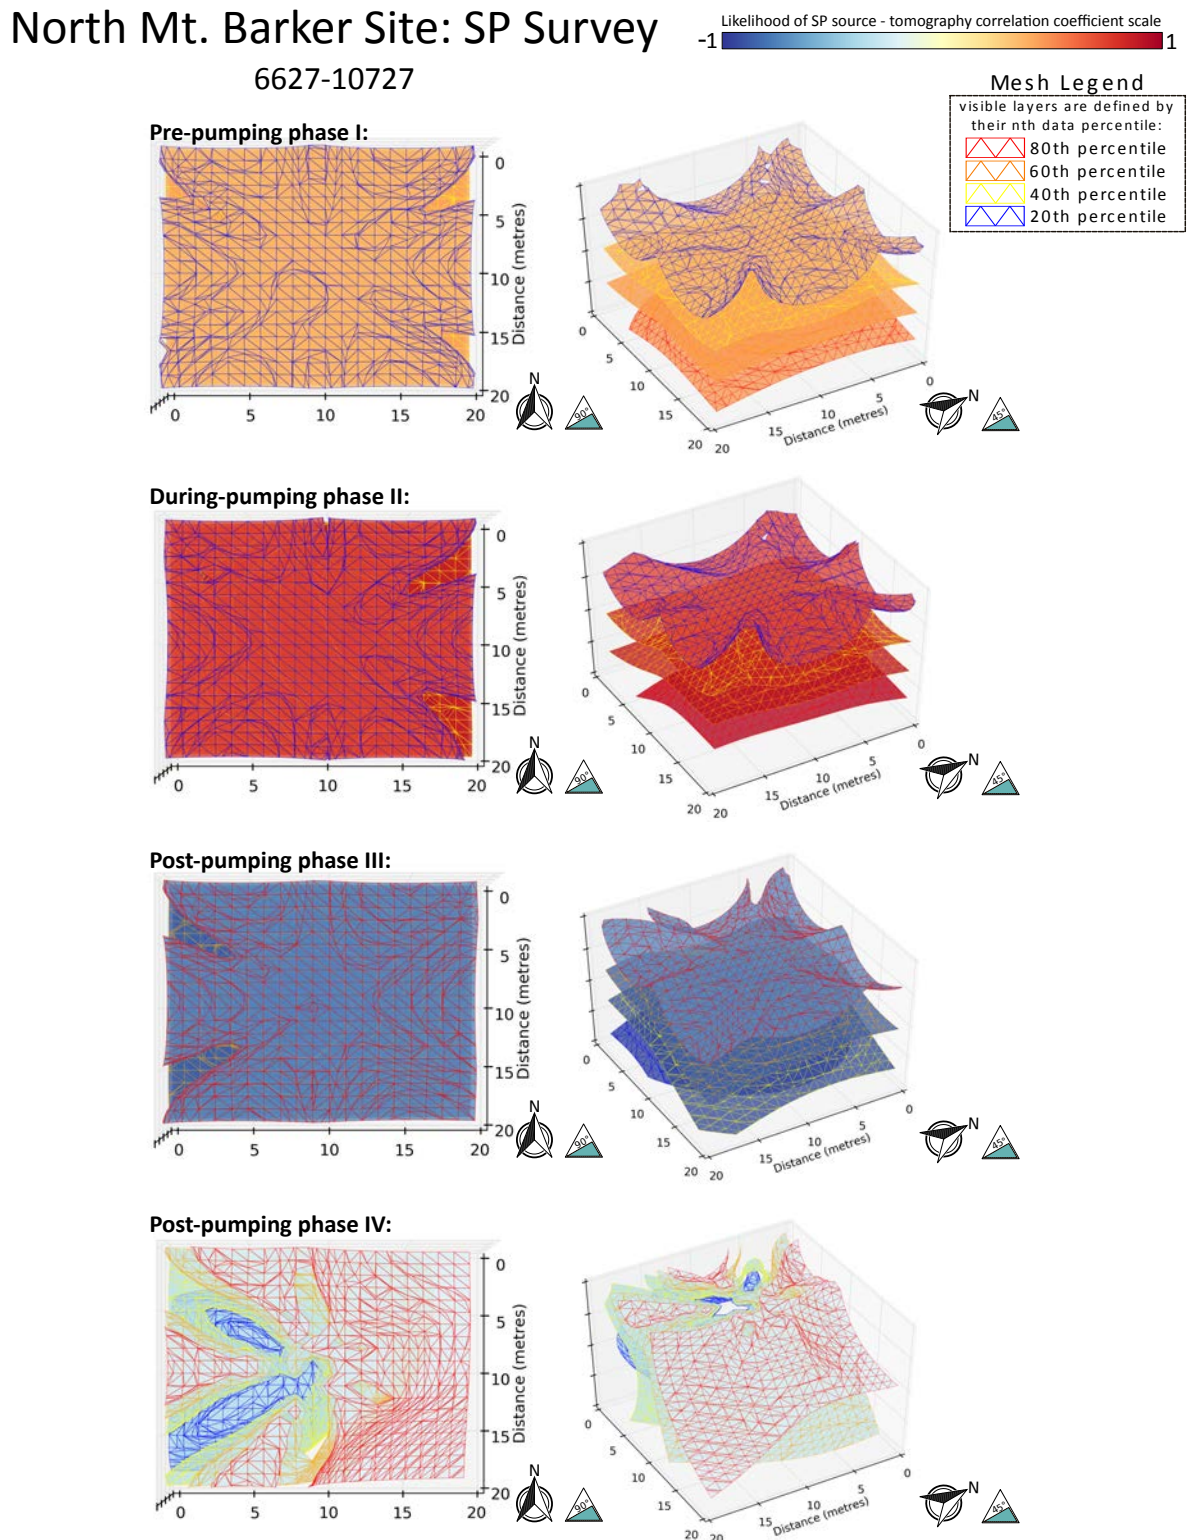 North Mt. Barker Site: SP Survey
6627-10727
Likelihood of SP source - tomography correlation coefficient scale
-1 1
Mesh Legend
visible layers are defined by
their nth data percentile:
80th percentile
60th percentile
40th percentile
20th percentile
Pre-pumping phase I:
0
5
10
15
20
Distance (metres)
0 5 10 15 20
N
90°
0
5
10
15
20
20
15
10
5
0
Distance (metres)
N
45°
During-pumping phase II:
0
5
10
15
20
Distance (metres)
0 5 10 15 20
N
90°
0
5
10
15
20
20
15
10
5
0
Distance (metres)
N
45°
Post-pumping phase III:
0
5
10
15
20
Distance (metres)
0 5 10 15 20
N
90°
0
5
10
15
20
20
15
10
5
0
Distance (metres)
N
45°
Post-pumping phase IV:
0
5
10
15
20
Distance (metres)
0 5 10 15 20
N
90°
0
5
10
15
20
20
15
10
5
0
Distance (metres)
N
45°